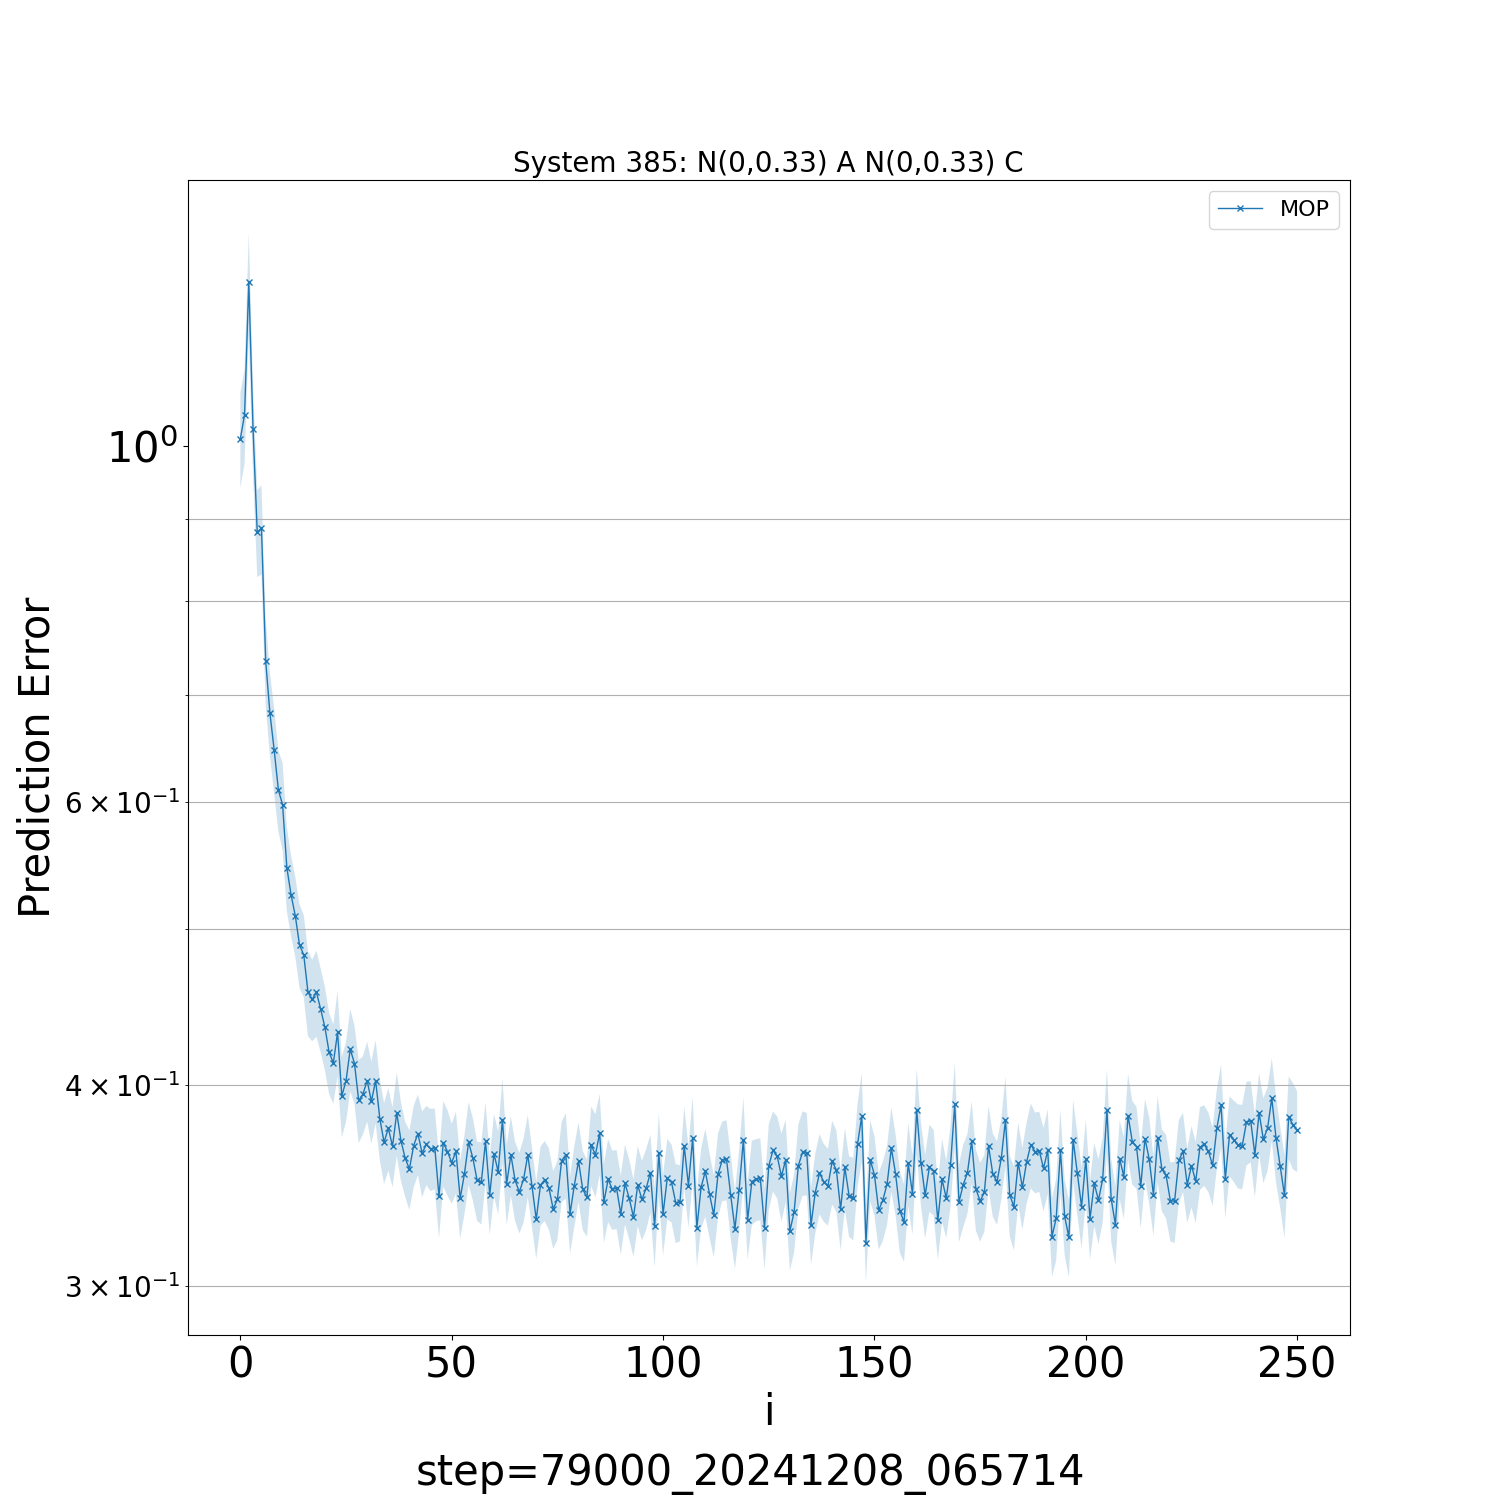 System 385: N(0,0.33) A N(0,0.33) C
MOP
10⁰
6 × 10⁻¹
4 × 10⁻¹
3 × 10⁻¹
Prediction Error
0 50 100 150 200 250
i
step=79000_20241208_065714